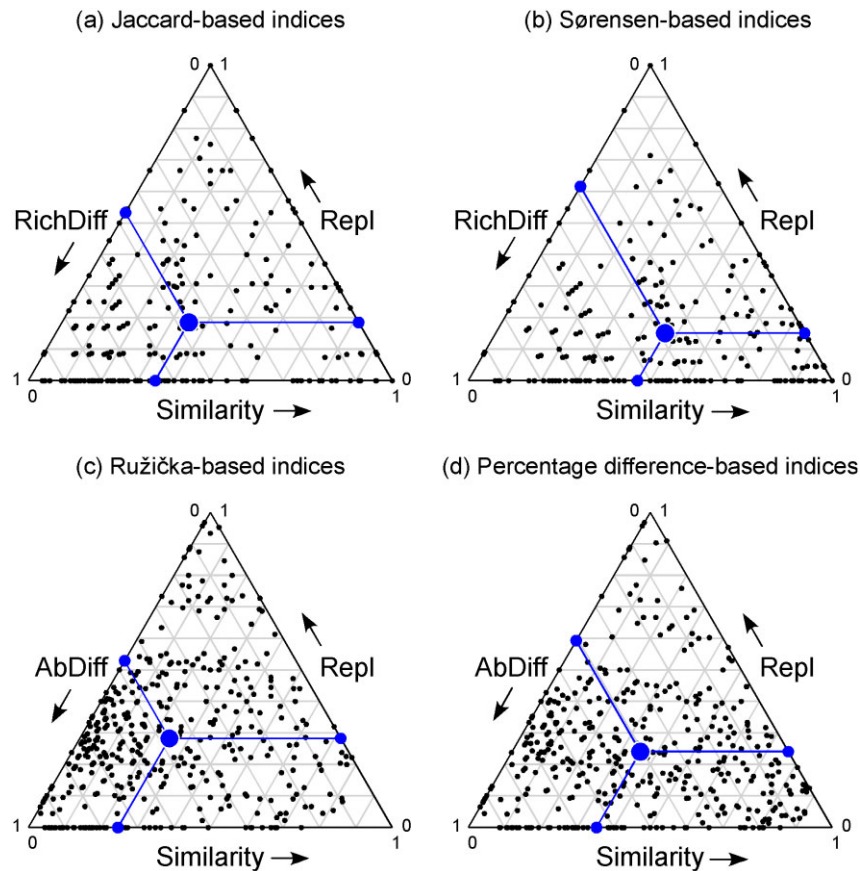 (a) Jaccard-based indices
0 1
RichDiff
Repl
1
0
0
Similarity
1
(b) Sørensen-based indices
0 1
RichDiff
Repl
1
0
0
Similarity
1
(c) Ružička-based indices
0 1
AbDiff
Repl
1
0
0
Similarity
1
(d) Percentage difference-based indices
0 1
AbDiff
Repl
1
0
0
Similarity
1